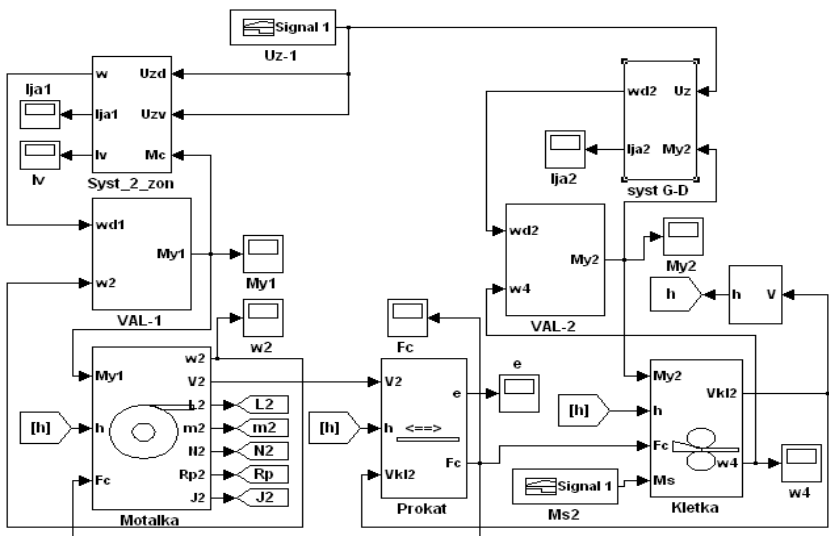 Signal 1
Uz-1
w
Uzd
Ija1
Uzv
Iv
Mc
Syst_2_zon
Ija1
Iv
wd2
Uz
Ija2
My2
syst G-D
Ija2
wd1
w2
My1
VAL-1
My1
wd2
w4
My2
VAL-2
My2
h
h
V
w2
Fc
e
My1
h
Fc
w2
V2
L2
m2
N2
Rp2
J2
Motalka
[h]
L2
m2
N2
Rp
J2
[h]
V2
h
Vkl2
<==>
e
Fc
Prokat
[h]
Signal 1
Ms2
My2
h
Fc
Ms
Vkl2
w4
Kletka
w4